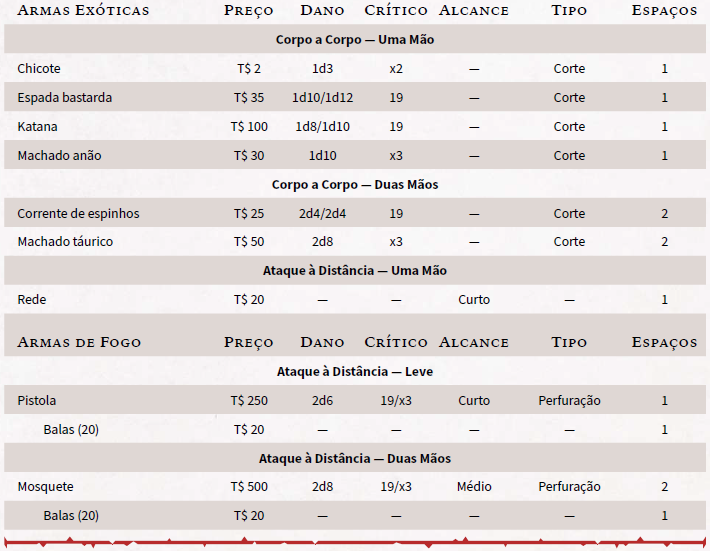 Armas Exóticas Preço Dano Crítico Alcance Tipo Espaços
Corpo a Corpo — Uma Mão
Chicote T$ 2 1d3 x2 — Corte 1
Espada bastarda T$ 35 1d10/1d12 19 — Corte 1
Katana T$ 100 1d8/1d10 19 — Corte 1
Machado anão T$ 30 1d10 x3 — Corte 1
Corpo a Corpo — Duas Mãos
Corrente de espinhos T$ 25 2d4/2d4 19 — Corte 2
Machado táurico T$ 50 2d8 x3 — Corte 2
Ataque à Distância — Uma Mão
Rede T$ 20 — — Curto — 1
Armas de Fogo Preço Dano Crítico Alcance Tipo Espaços
Ataque à Distância — Leve
Pistola T$ 250 2d6 19/x3 Curto Perfuração 1
Balas (20) T$ 20 — — — — 1
Ataque à Distância — Duas Mãos
Mosquete T$ 500 2d8 19/x3 Médio Perfuração 2
Balas (20) T$ 20 — — — — 1